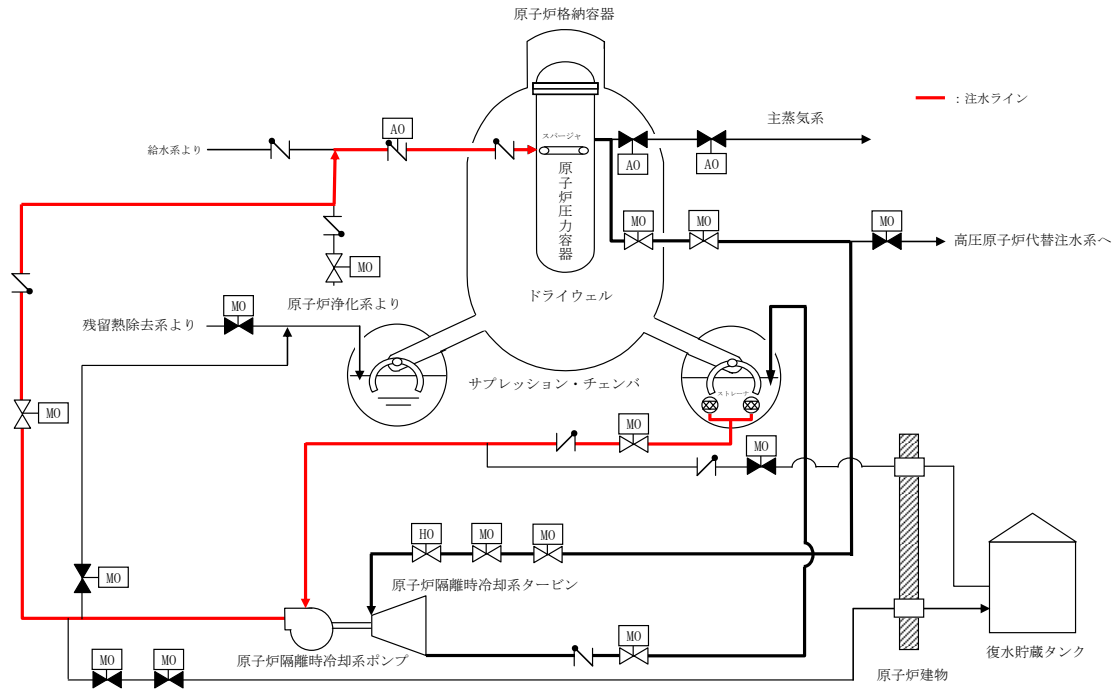 原子炉格納容器
：注水ライン
主蒸気系
AO
スパージャ
給水系より
AO
AO
原子炉圧力容器
MO
MO
MO
高圧原子炉代替注水系へ
MO
原子炉浄化系より
ドライウェル
MO
残留熱除去系より
サプレッション・チェンバ
ストレーナ
MO
MO
MO
HO
MO
MO
MO
原子炉隔離時冷却系タービン
MO
原子炉隔離時冷却系ポンプ
MO
MO
原子炉建物
復水貯蔵タンク